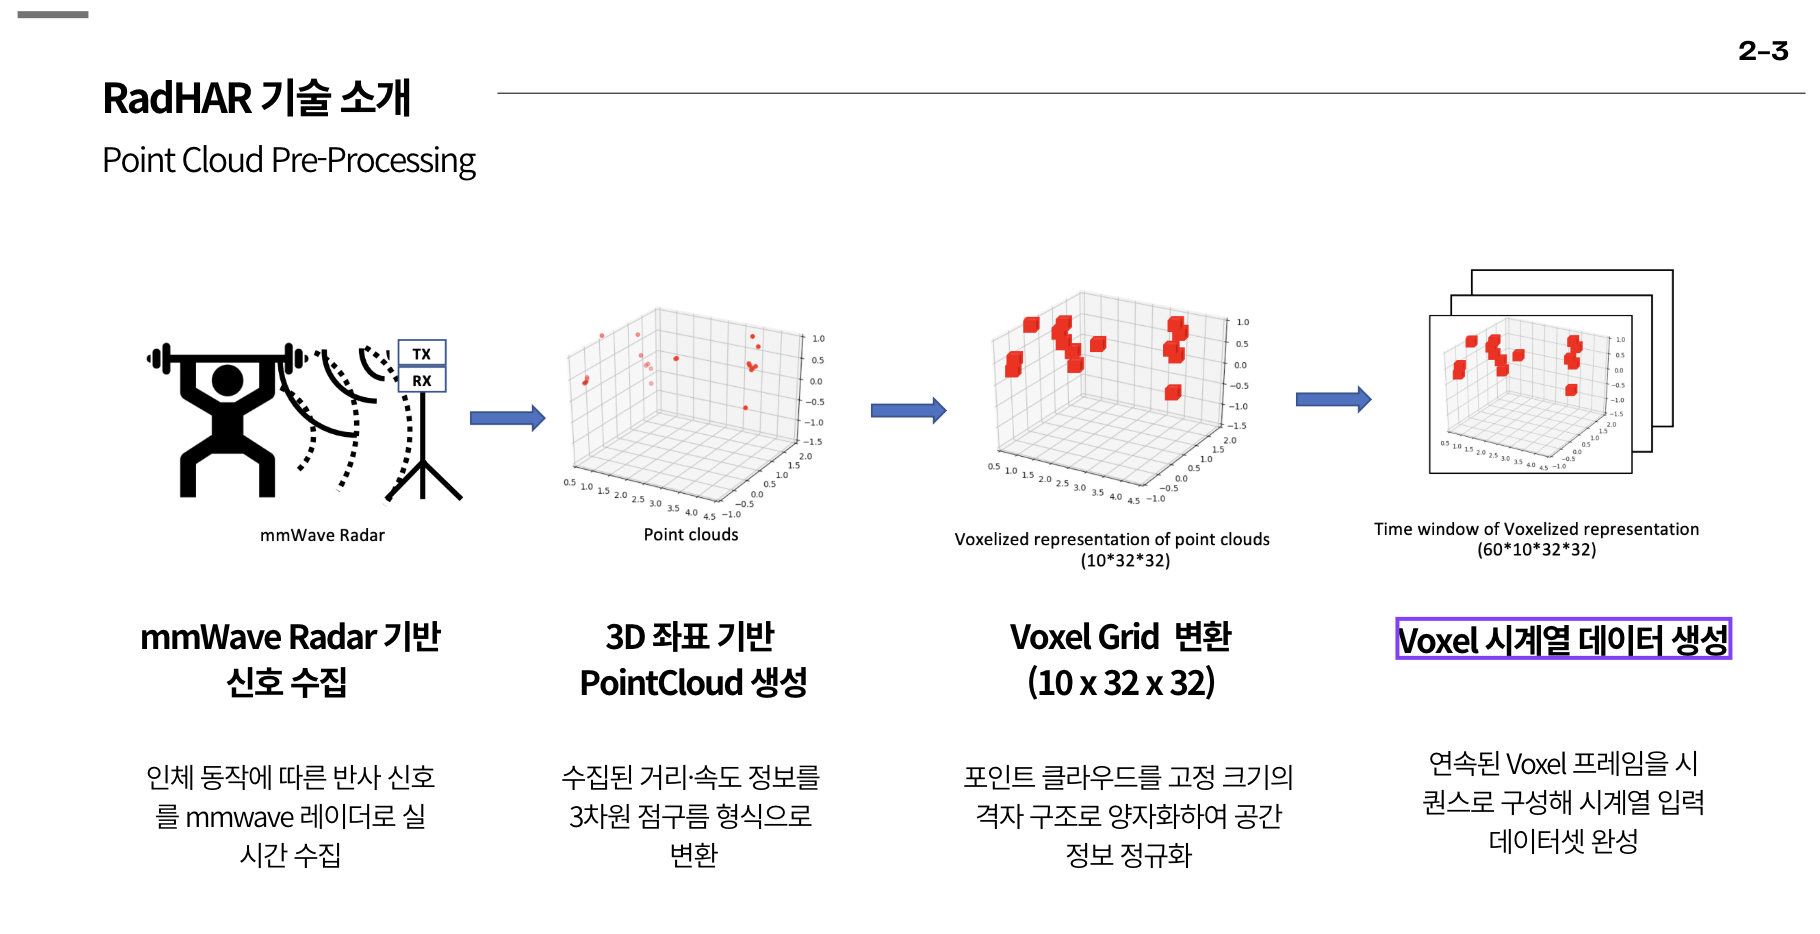 2-3
RadHAR 기술 소개
Point Cloud Pre-Processing
TX
RX
mmWave Radar
1.0
0.5
0.0
−0.5
−1.0
−1.5
2.0
1.5
1.0
0.5
0.0
−0.5
−1.0
0.5 1.0 1.5 2.0 2.5 3.0 3.5 4.0 4.5
Point clouds
1.0
0.5
0.0
−0.5
−1.0
−1.5
2.0
1.5
1.0
0.5
0.0
−0.5
−1.0
0.5 1.0 1.5 2.0 2.5 3.0 3.5 4.0 4.5
Voxelized representation of point clouds
(10*32*32)
1.0
0.5
0.0
−0.5
−1.0
−1.5
2.0
1.5
1.0
0.5
0.0
−0.5
−1.0
0.5 1.0 1.5 2.0 2.5 3.0 3.5 4.0 4.5
Time window of Voxelized representation
(60*10*32*32)
mmWave Radar 기반
신호 수집
인체 동작에 따른 반사 신호
를 mmwave 레이더로 실
시간 수집
3D 좌표 기반
PointCloud 생성
수집된 거리·속도 정보를
3차원 점구름 형식으로
변환
Voxel Grid 변환
(10 x 32 x 32)
포인트 클라우드를 고정 크기의
격자 구조로 양자화하여 공간
정보 정규화
Voxel 시계열 데이터 생성
연속된 Voxel 프레임을 시
퀀스로 구성해 시계열 입력
데이터셋 완성